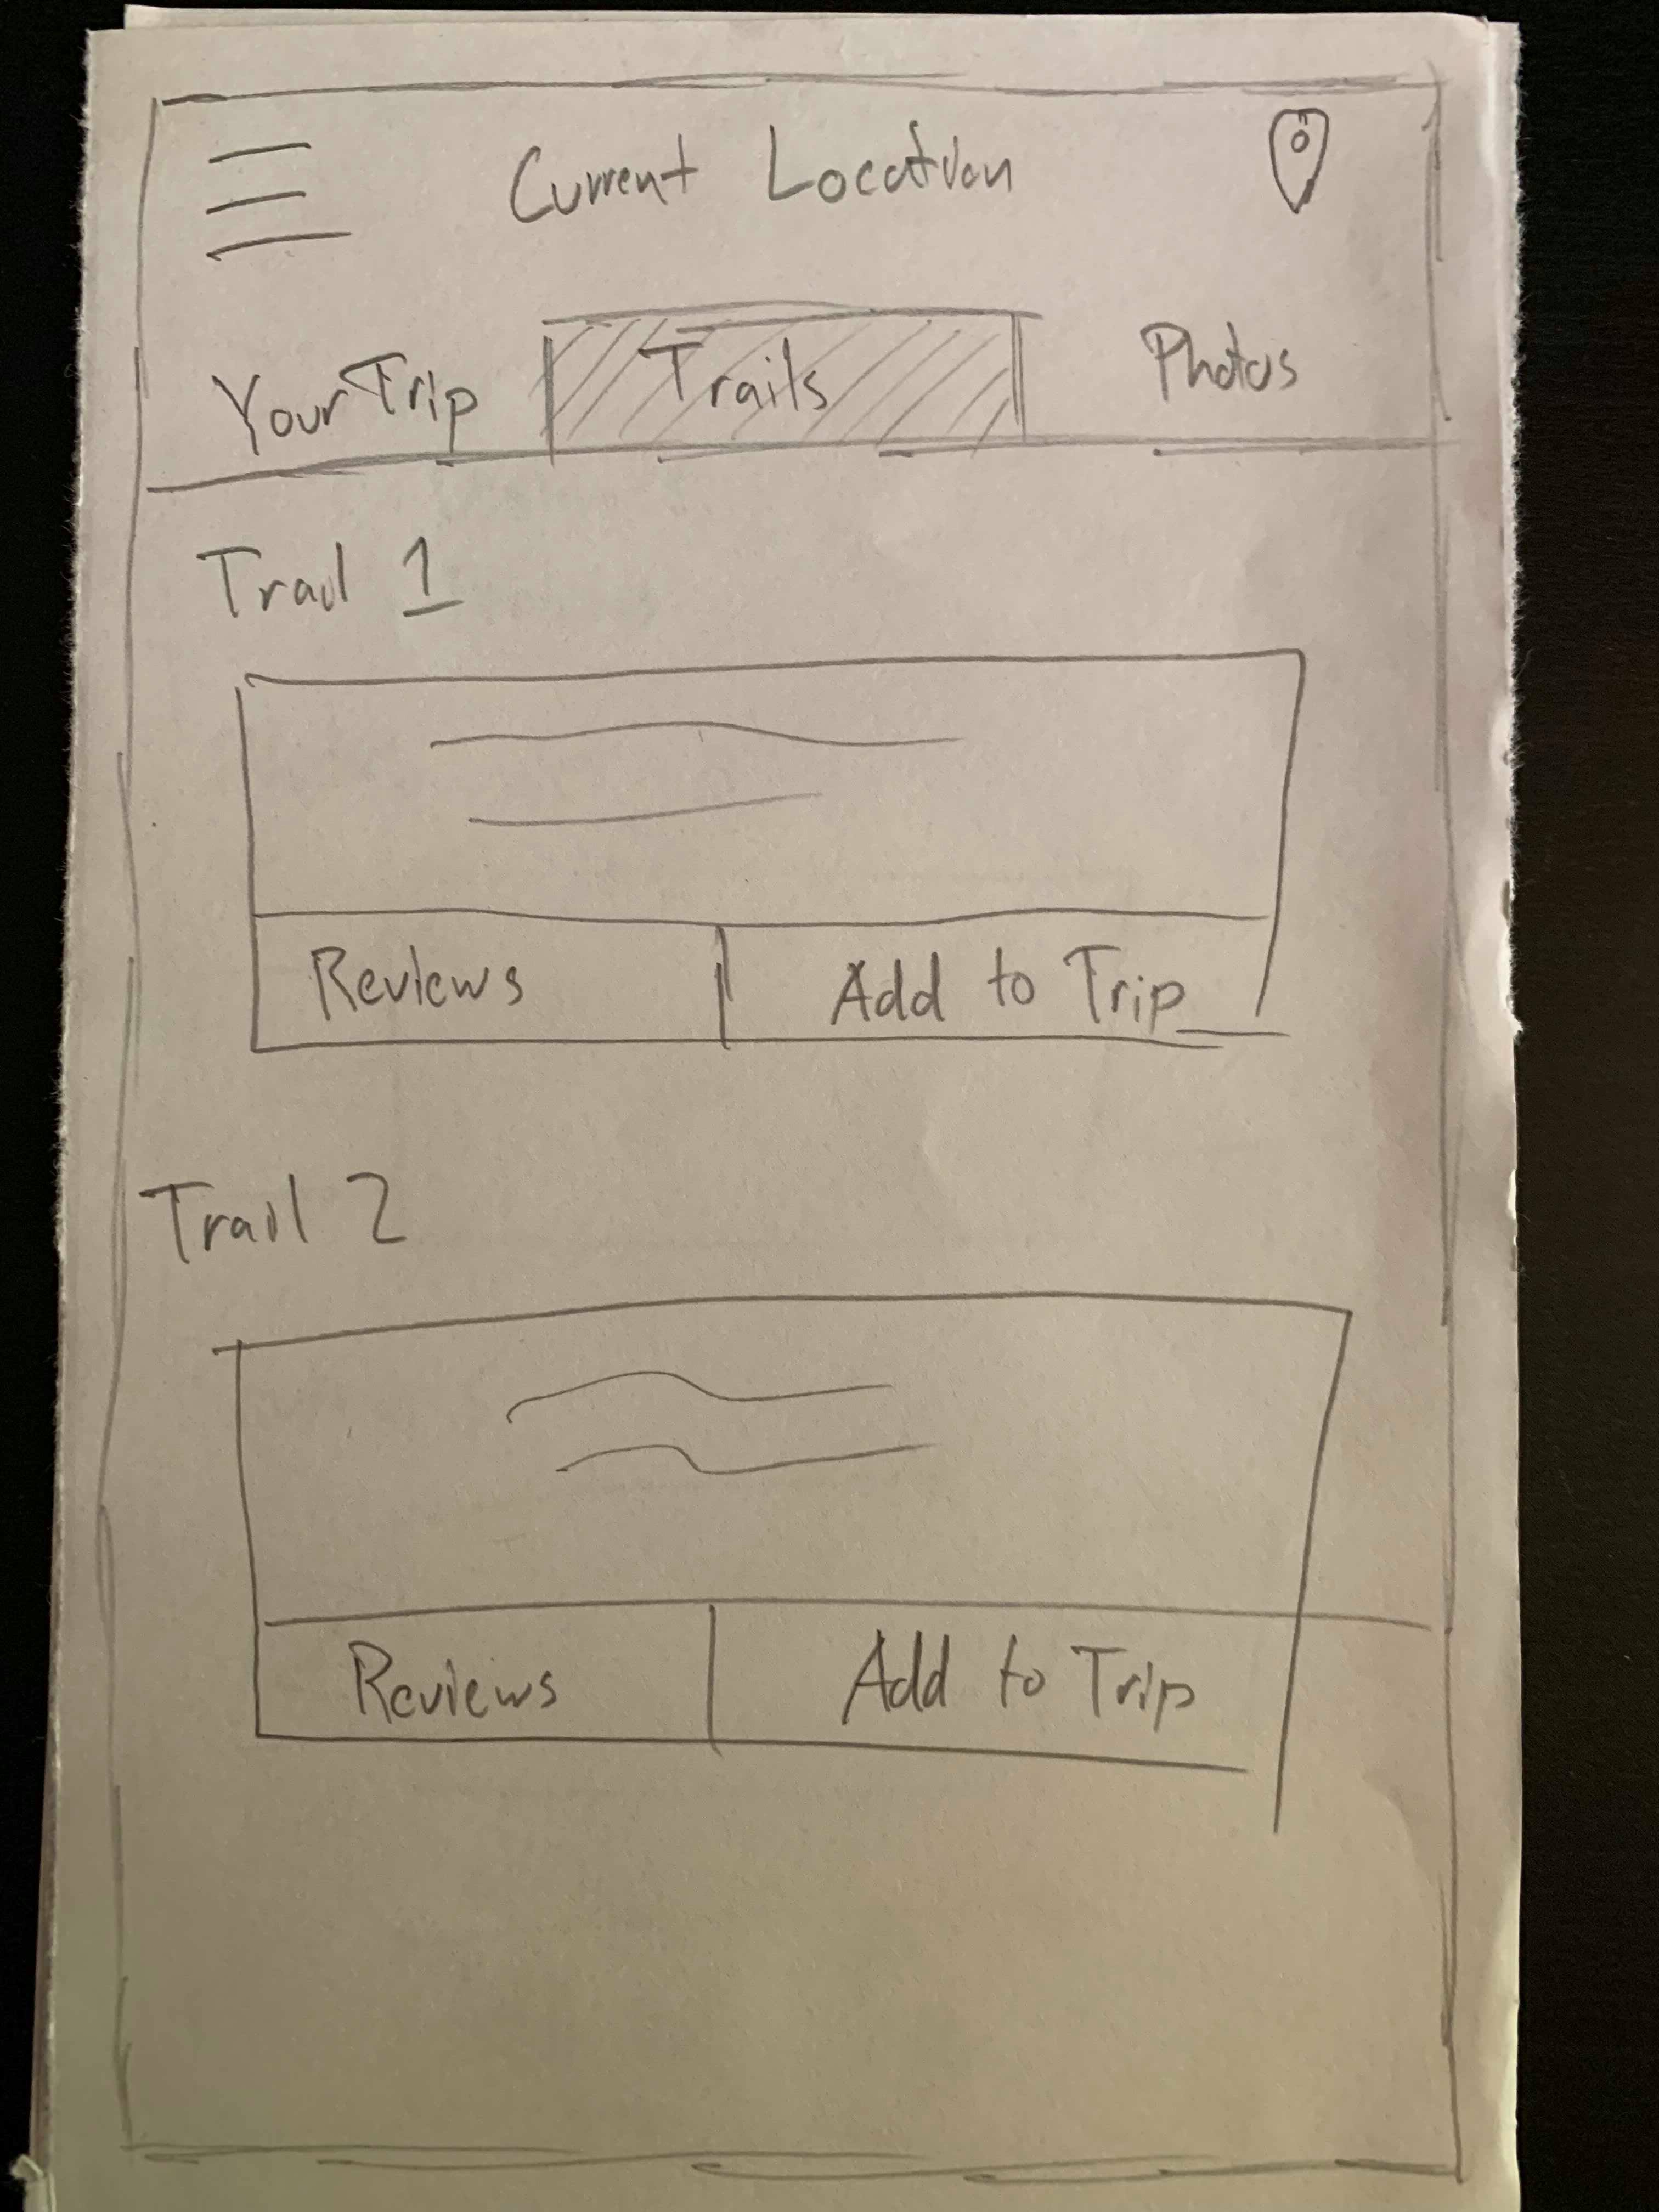 Current Location
Your Trip Trails Photos
Trail 1
Reviews Add to Trip
Trail 2
Reviews Add to Trip